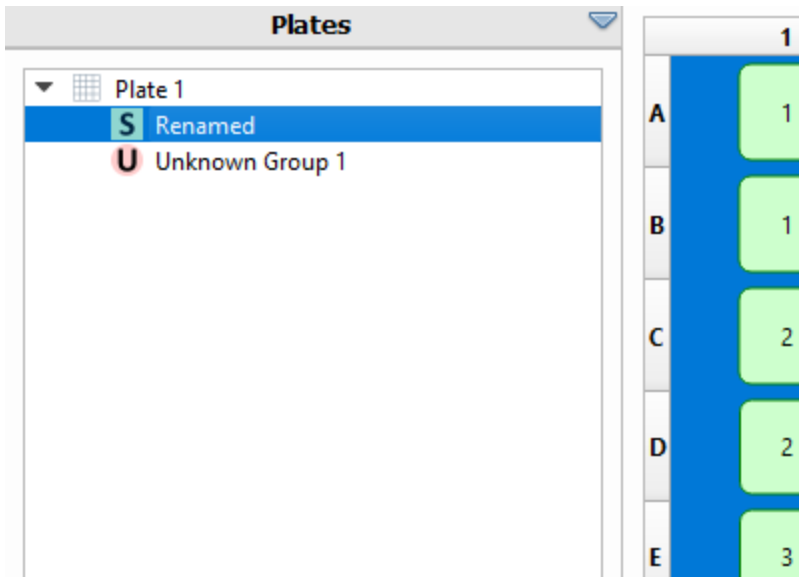 Plates
Plate 1
S Renamed
U Unknown Group 1
1
A 1
B 1
C 2
D 2
E 3